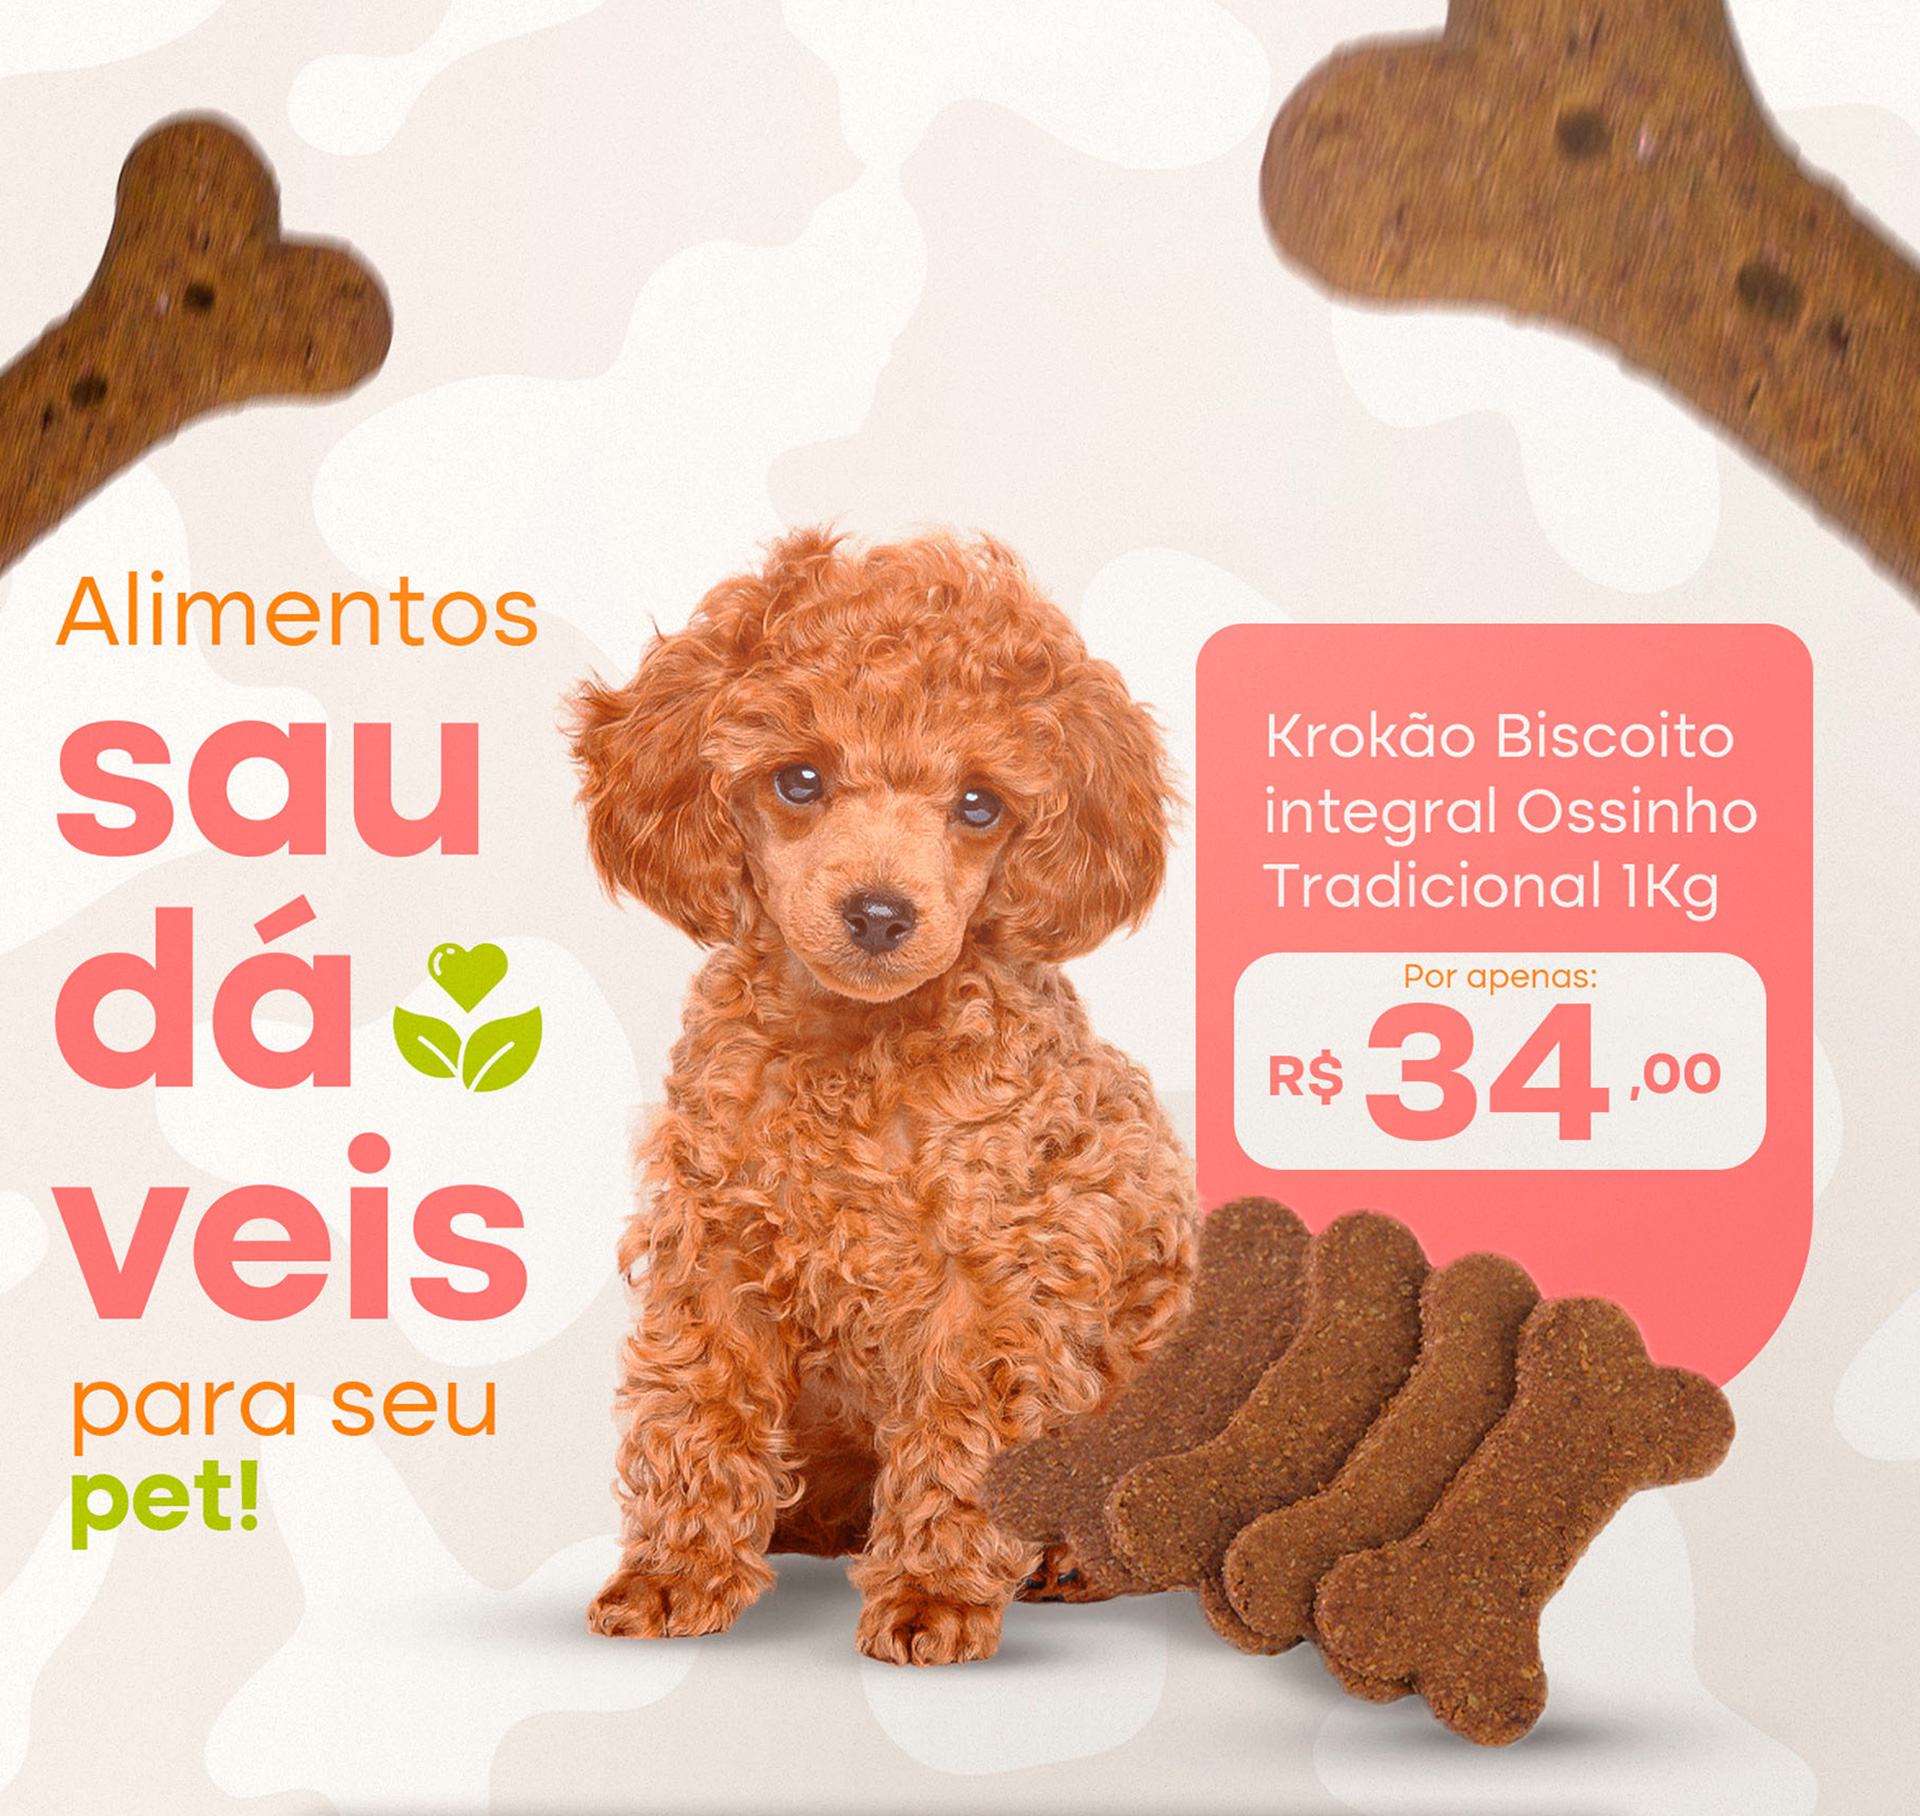 Alimentos
sau
dá
veis
para seu
pet!
Krokão Biscoito
integral Ossinho
Tradicional 1Kg
Por apenas:
R$ 34 ,00